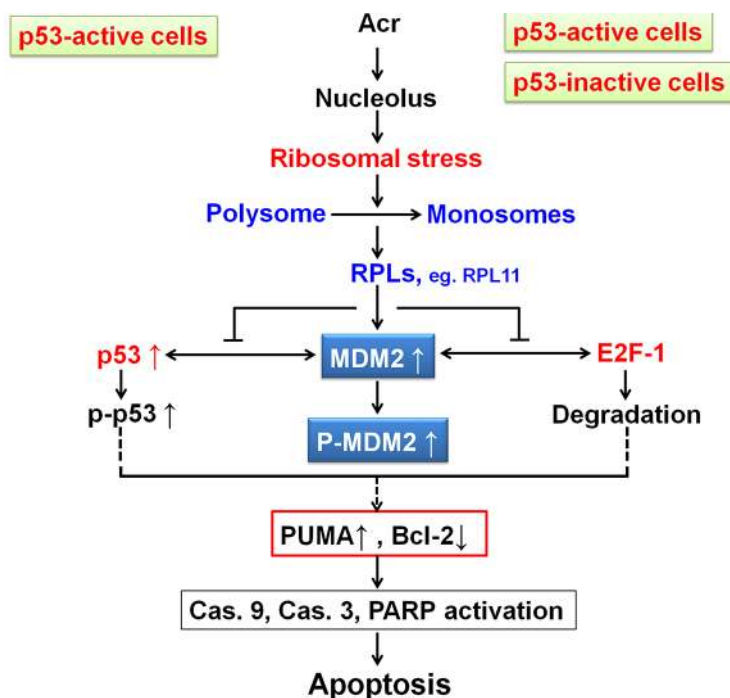 p53-active cells
Acr
p53-active cells
p53-inactive cells
Nucleolus
Ribosomal stress
Polysome
Monosomes
RPLs, eg. RPL11
p53 ↑
MDM2 ↑
E2F-1
p-p53 ↑
Degradation
P-MDM2 ↑
PUMA↑ , Bcl-2↓
Cas. 9, Cas. 3, PARP activation
Apoptosis